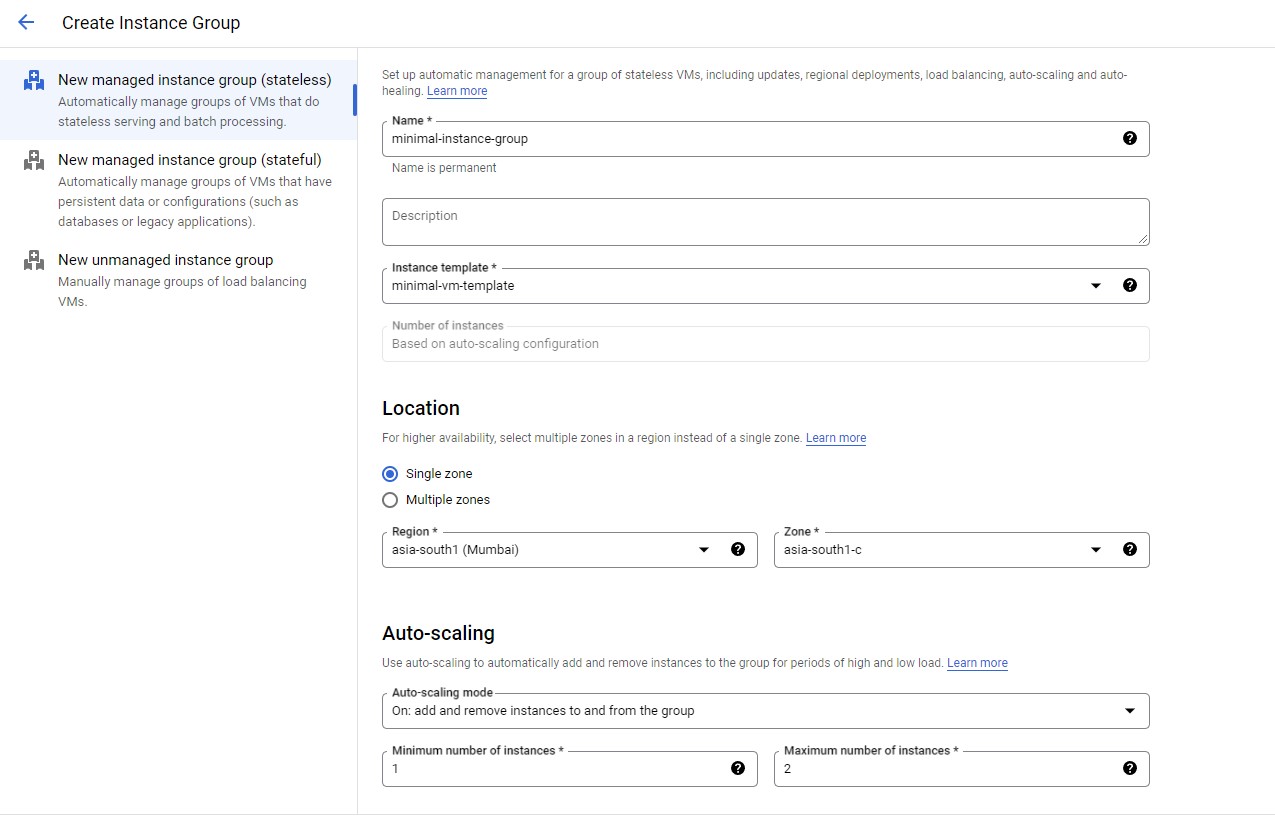 Create Instance Group
New managed instance group (stateless)
Automatically manage groups of VMs that do
stateless serving and batch processing.
New managed instance group (stateful)
Automatically manage groups of VMs that have
persistent data or configurations (such as
databases or legacy applications).
New unmanaged instance group
Manually manage groups of load balancing
VMs.
Set up automatic management for a group of stateless VMs, including updates, regional deployments, load balancing, auto-scaling and auto-
healing. Learn more
Name *
minimal-instance-group
Name is permanent
Description
Instance template *
minimal-vm-template
Number of instances
Based on auto-scaling configuration
Location
For higher availability, select multiple zones in a region instead of a single zone. Learn more
Single zone
Multiple zones
Region *
asia-south1 (Mumbai)
Zone *
asia-south1-c
Auto-scaling
Use auto-scaling to automatically add and remove instances to the group for periods of high and low load. Learn more
Auto-scaling mode
On: add and remove instances to and from the group
Minimum number of instances *
1
Maximum number of instances *
2